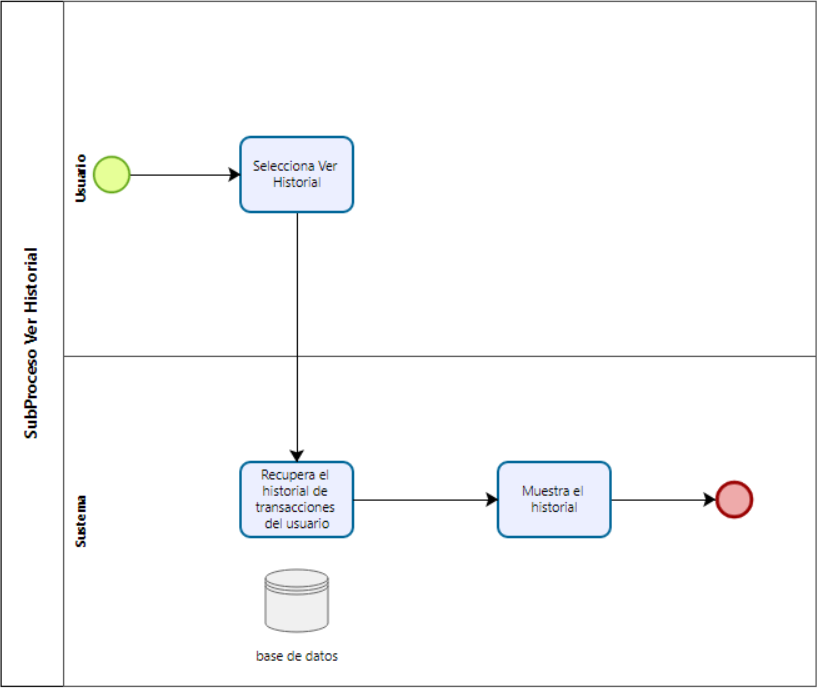 SubProceso Ver Historial
Usuario
Selecciona Ver
Historial
Sustema
Recupera el
historial de
transacciones
del usuario
Muestra el
historial
base de datos